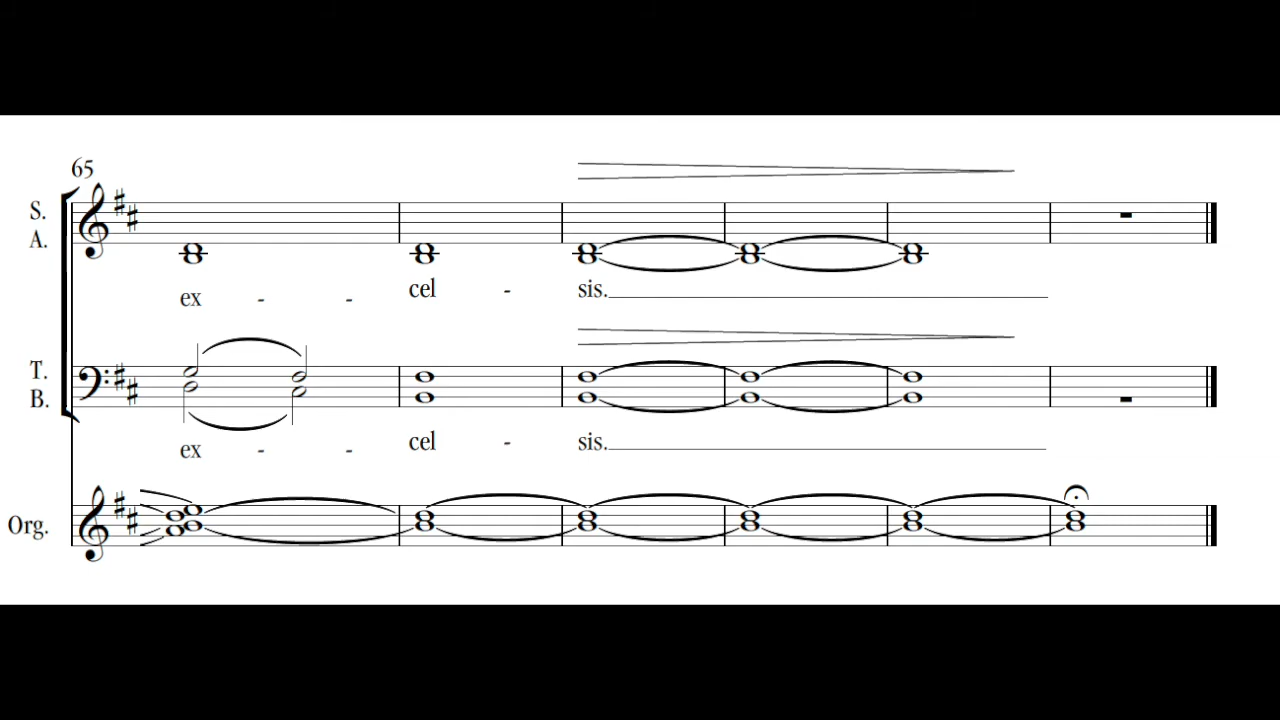 65
S.
A.
ex - - cel - sis.
T.
B.
ex - - cel - sis.
Org.